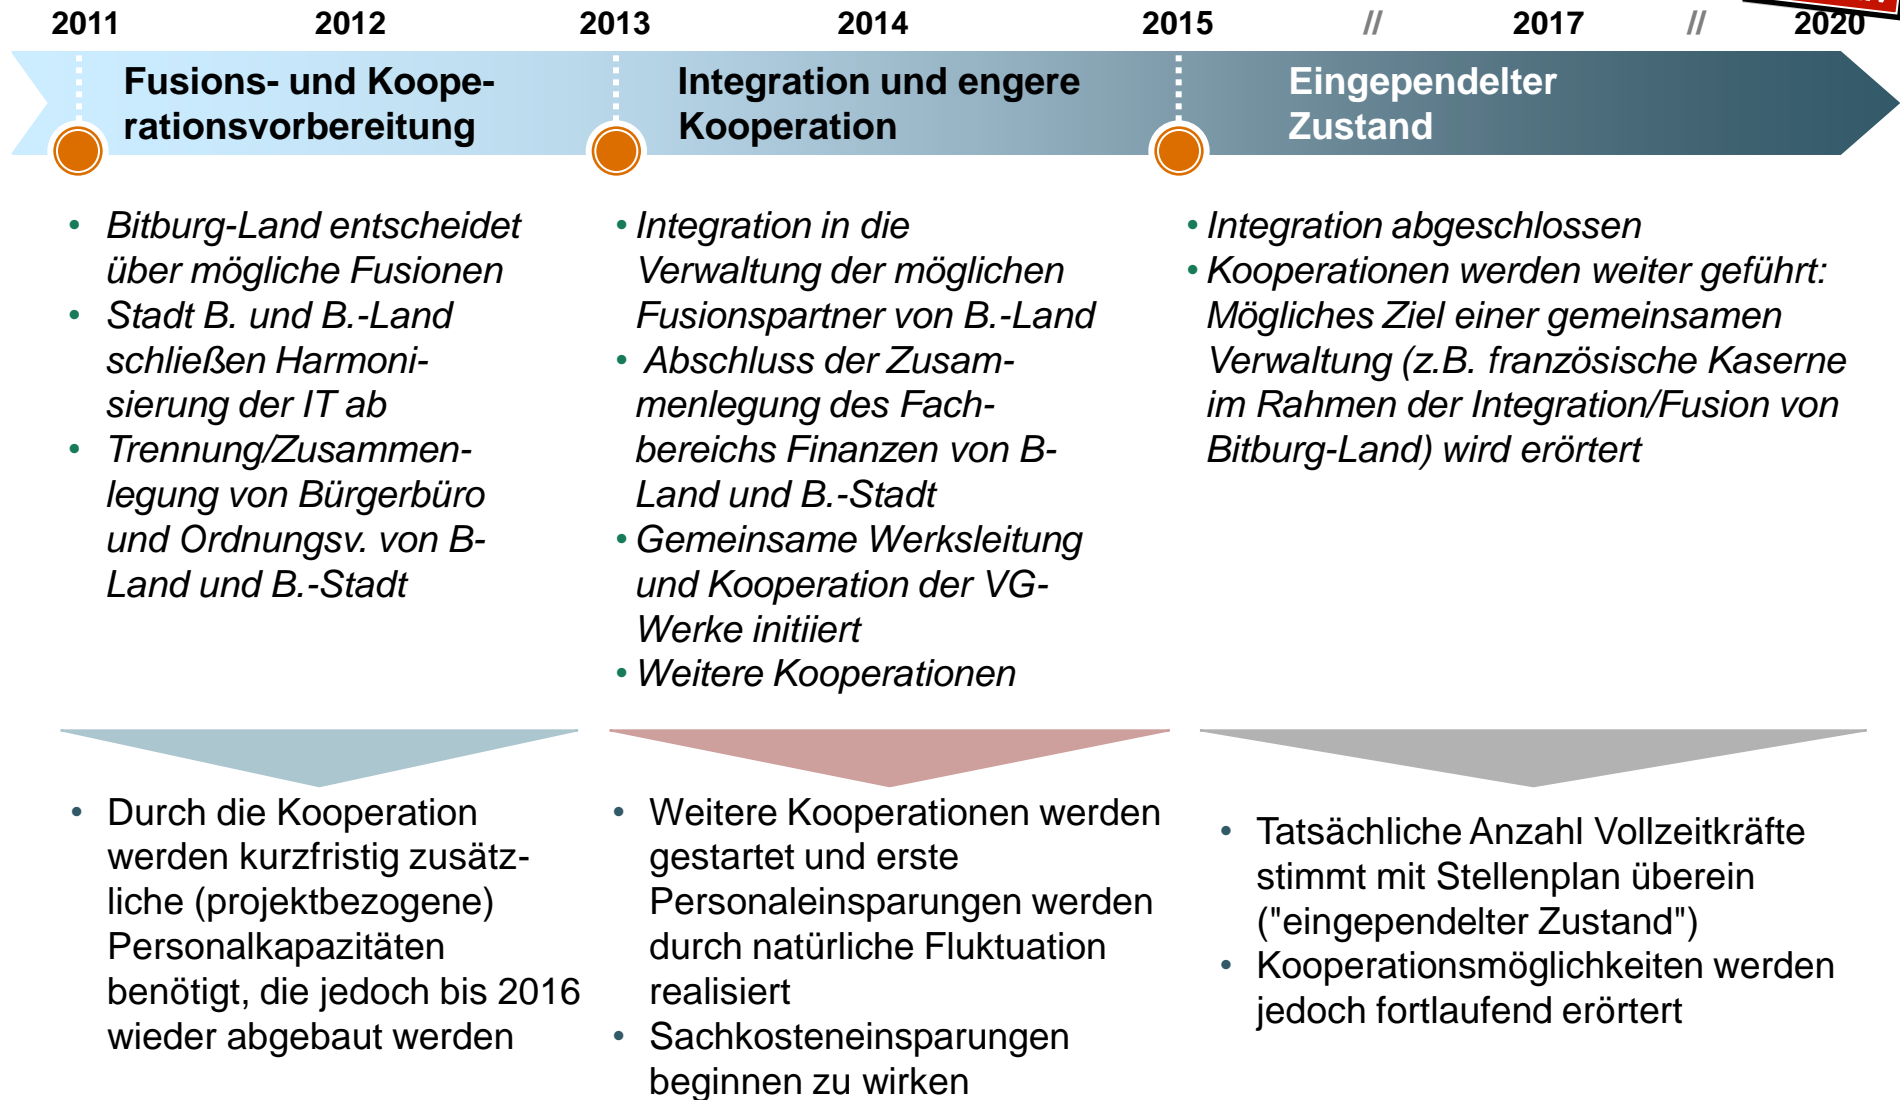 2011 2012 2013 2014 2015 // 2017 // 2020
Fusions- und Koope-
rationsvorbereitung
Integration und engere
Kooperation
Eingependelter
Zustand
• Bitburg-Land entscheidet
über mögliche Fusionen
• Stadt B. und B.-Land
schließen Harmoni-
sierung der IT ab
• Trennung/Zusammen-
legung von Bürgerbüro
und Ordnungsv. von B-
Land und B.-Stadt
• Integration in die
Verwaltung der möglichen
Fusionspartner von B.-Land
• Abschluss der Zusam-
menlegung des Fach-
bereichs Finanzen von B-
Land und B.-Stadt
• Gemeinsame Werksleitung
und Kooperation der VG-
Werke initiiert
• Weitere Kooperationen
• Integration abgeschlossen
• Kooperationen werden weiter geführt:
Mögliches Ziel einer gemeinsamen
Verwaltung (z.B. französische Kaserne
im Rahmen der Integration/Fusion von
Bitburg-Land) wird erörtert
• Durch die Kooperation
werden kurzfristig zusätz-
liche (projektbezogene)
Personalkapazitäten
benötigt, die jedoch bis 2016
wieder abgebaut werden
• Weitere Kooperationen werden
gestartet und erste
Personaleinsparungen werden
durch natürliche Fluktuation
realisiert
• Sachkosteneinsparungen
beginnen zu wirken
• Tatsächliche Anzahl Vollzeitkräfte
stimmt mit Stellenplan überein
("eingependelter Zustand")
• Kooperationsmöglichkeiten werden
jedoch fortlaufend erörtert